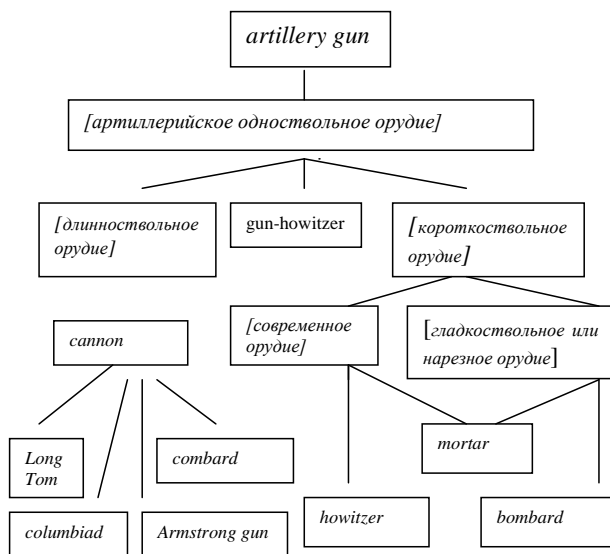 artillery gun
[артиллерийское одноствольное орудие]
[длинноствольное
орудие]
gun-howitzer
[короткоствольное
орудие]
cannon
[современное
орудие]
[гладкоствольное или
нарезное орудие]
Long
Tom
combard
mortar
columbiad
Armstrong gun
howitzer
bombard